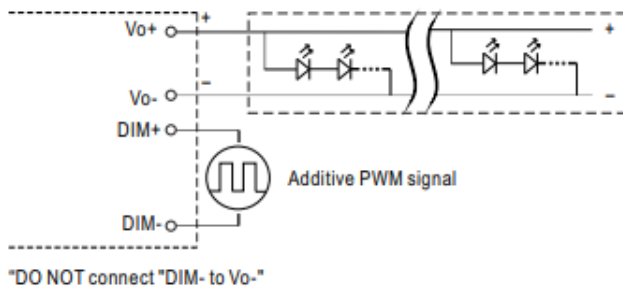 Vo+
+
+
−
Vo-
−
DIM+
Additive PWM signal
DIM-
"DO NOT connect "DIM- to Vo-"